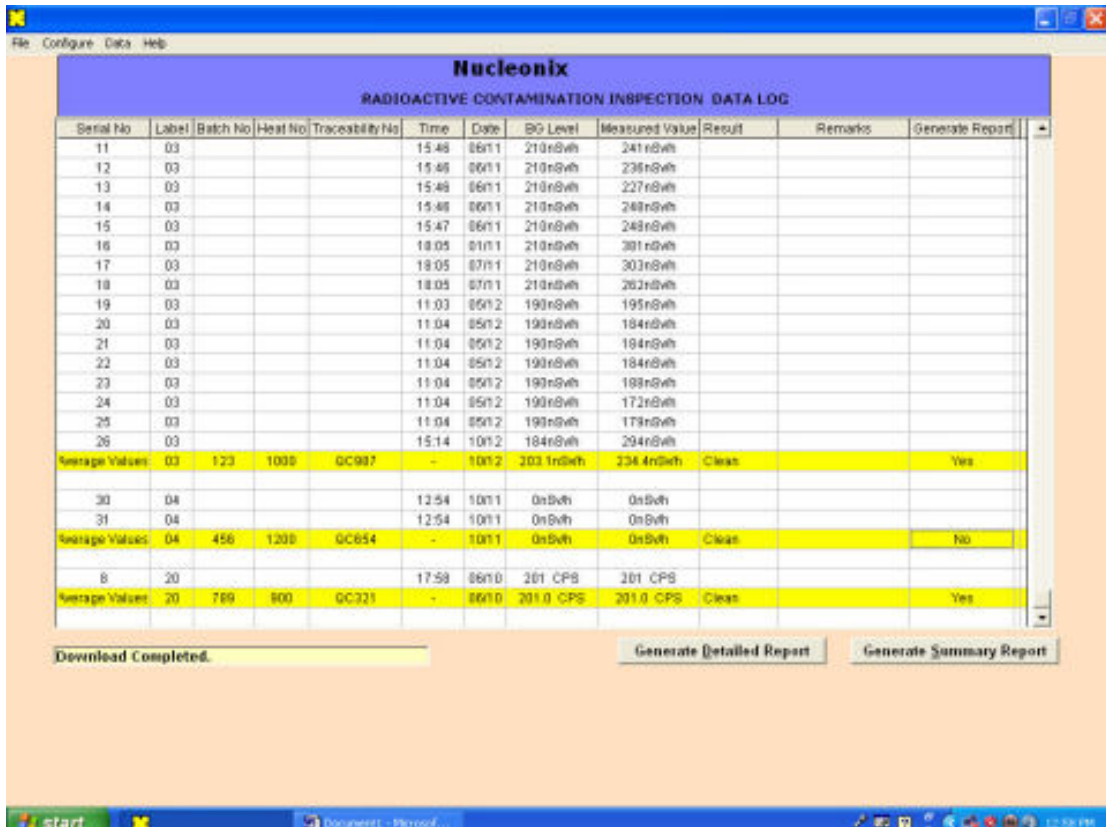 File Configure Data Help
Nucleonix
RADIOACTIVE CONTAMINATION INSPECTION DATA LOG
Serial No Label Batch No Heat No Traceability No Time Date BG Level Measured Value Result Remarks Generate Report
11 03 15:46 06/11 210nSv/h 241nSv/h
12 03 15:46 06/11 210nSv/h 236nSv/h
13 03 15:46 06/11 210nSv/h 227nSv/h
14 03 15:46 06/11 210nSv/h 248nSv/h
15 03 15:47 06/11 210nSv/h 248nSv/h
16 03 18:05 210nSv/h
17 03 18:05 07/11 210nSv/h 303nSv/h
18 03 18:05 07/11 210nSv/h 262nSv/h
19 03 11:03 05/12 190nSv/h 195nSv/h
20 03 11:04 05/12 190nSv/h 184nSv/h
21 03 11:04 05/12 190nSv/h 184nSv/h
22 03 11:04 05/12 190nSv/h 184nSv/h
23 03 11:04 05/12 190nSv/h
24 03 11:04 05/12 190nSv/h 172nSv/h
25 03 11:04 05/12 190nSv/h 179nSv/h
26 03 15:14 10/12 184nSv/h 294nSv/h
Average Values 03 123 1000 QC987 - 10/12 203.1nSv/h 234.4nSv/h Clean Yes
30 04 12:54 10/11 0nSv/h 0nSv/h
31 04 12:54 10/11 0nSv/h 0nSv/h
Average Values 04 456 1200 QC654 - 10/11 0nSv/h 0nSv/h Clean No
8 20 17:58 06/10 201 CPS 201 CPS
Average Values 20 789 900 QC321 - 06/10 201.0 CPS 201.0 CPS Clean Yes
Download Completed. Generate Detailed Report Generate Summary Report
start Document1 - Microsof... 12:58 PM